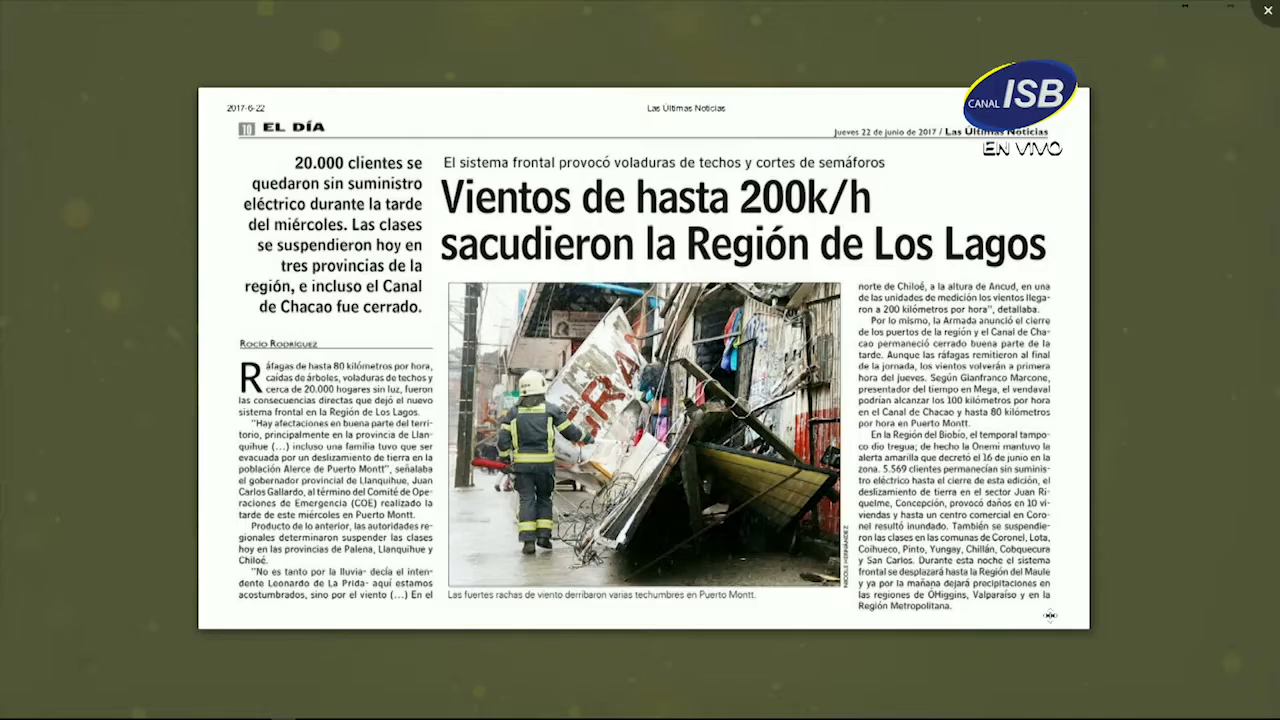 2017-6-22
Las Últimas Noticias
10 EL DÍA
Jueves 22 de junio de 2017 / Las Últimas Noticias
CANAL ISB
EN VIVO
20.000 clientes se
quedaron sin suministro
eléctrico durante la tarde
del miércoles. Las clases
se suspendieron hoy en
tres provincias de la
región, e incluso el Canal
de Chacao fue cerrado.
El sistema frontal provocó voladuras de techos y cortes de semáforos
Vientos de hasta 200k/h
sacudieron la Región de Los Lagos
ROCÍO RODRÍGUEZ
Ráfagas de hasta 80 kilómetros por hora,
caídas de árboles, voladuras de techos y
cerca de 20.000 hogares sin luz, fueron
las consecuencias directas que dejó el nuevo
sistema frontal en la Región de Los Lagos.
"Hay afectaciones en buena parte del terri-
torio, principalmente en la provincia de Llan-
quihue (...) incluso una familia tuvo que ser
evacuada por un deslizamiento de tierra en la
población Alerce de Puerto Montt", señalaba
el gobernador provincial de Llanquihue, Juan
Carlos Gallardo, al término del Comité de Ope-
raciones de Emergencia (COE) realizado la
tarde de este miércoles en Puerto Montt.
Producto de lo anterior, las autoridades re-
gionales determinaron suspender las clases
hoy en las provincias de Palena, Llanquihue y
Chiloé.
"No es tanto por la lluvia- decía el inten-
dente Leonardo de La Prida- aquí estamos
acostumbrados, sino por el viento (...) En el
NICOLE HERNÁNDEZ
Las fuertes rachas de viento derribaron varias techumbres en Puerto Montt.
norte de Chiloé, a la altura de Ancud, en una
de las unidades de medición los vientos llega-
ron a 200 kilómetros por hora", detallaba.
Por lo mismo, la Armada anunció el cierre
de los puertos de la región y el Canal de Cha-
cao permaneció cerrado buena parte de la
tarde. Aunque las ráfagas remitieron al final
de la jornada, los vientos volverán a primera
hora del jueves. Según Gianfranco Marcone,
presentador del tiempo en Mega, el vendaval
podrían alcanzar los 100 kilómetros por hora
en el Canal de Chacao y hasta 80 kilómetros
por hora en Puerto Montt.
En la Región del Biobío, el temporal tampo-
co dio tregua; de hecho la Onemi mantuvo la
alerta amarilla que decretó el 16 de junio en la
zona. 5.569 clientes permanecían sin suminis-
tro eléctrico hasta el cierre de esta edición, el
deslizamiento de tierra en el sector Juan Ri-
quelme, Concepción, provocó daños en 10 vi-
viendas y hasta un centro comercial en Coro-
nel resultó inundado. También se suspendie-
ron las clases en las comunas de Coronel, Lota,
Coihueco, Pinto, Yungay, Chillán, Cobquecura
y San Carlos. Durante esta noche el sistema
frontal se desplazará hasta la Región del Maule
y ya por la mañana dejará precipitaciones en
las regiones de ÓHiggins, Valparaíso y en la
Región Metropolitana.